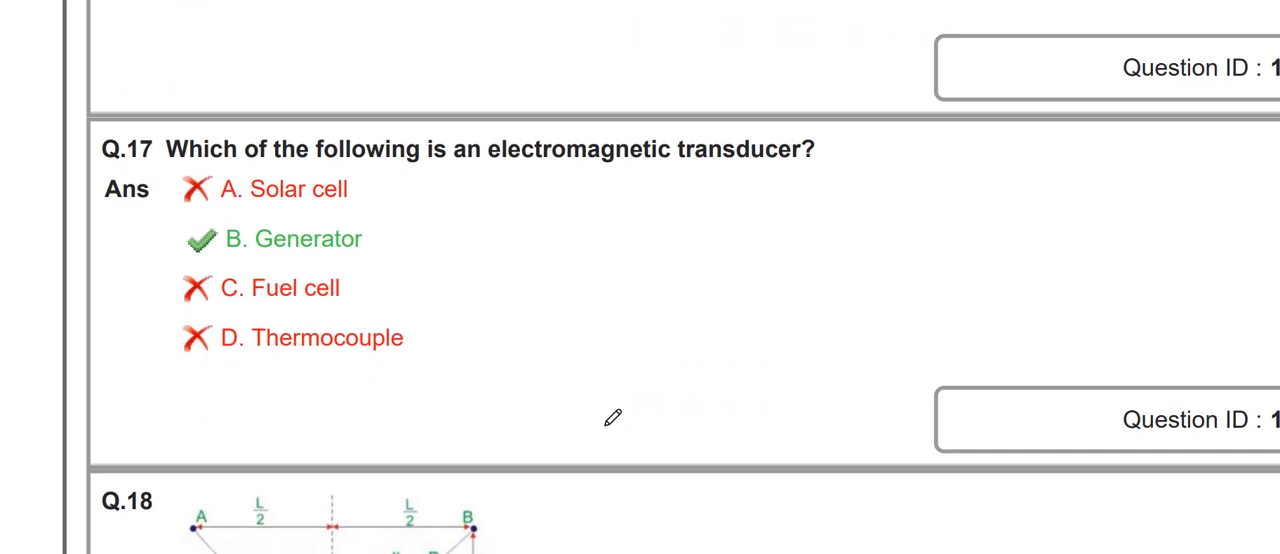 Question ID : 1
Q.17 Which of the following is an electromagnetic transducer?
Ans A. Solar cell
B. Generator
C. Fuel cell
D. Thermocouple
Question ID : 1
Q.18
A L/2 L/2 B